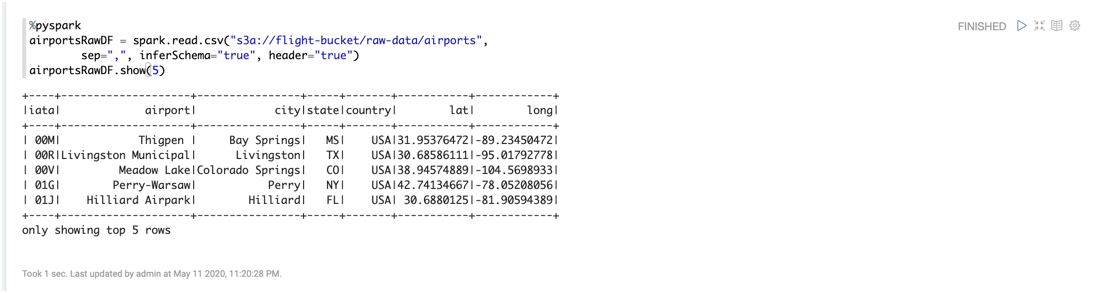 %pyspark
FINISHED
airportsRawDF = spark.read.csv("s3a://flight-bucket/raw-data/airports",
        sep=",", inferSchema="true", header="true")
airportsRawDF.show(5)
+----+--------------------+----------------+-----+-------+-----------+------------+
|iata|             airport|            city|state|country|        lat|        long|
+----+--------------------+----------------+-----+-------+-----------+------------+
| 00M|            Thigpen |     Bay Springs|   MS|    USA|31.95376472|-89.23450472|
| 00R|Livingston Municipal|      Livingston|   TX|    USA|30.68586111|-95.01792778|
| 00V|         Meadow Lake|Colorado Springs|   CO|    USA|38.94574889|-104.5698933|
| 01G|        Perry-Warsaw|           Perry|   NY|    USA|42.74134667|-78.05208056|
| 01J|    Hilliard Airpark|        Hilliard|   FL|    USA| 30.6880125|-81.90594389|
+----+--------------------+----------------+-----+-------+-----------+------------+
only showing top 5 rows
Took 1 sec. Last updated by admin at May 11 2020, 11:20:28 PM.